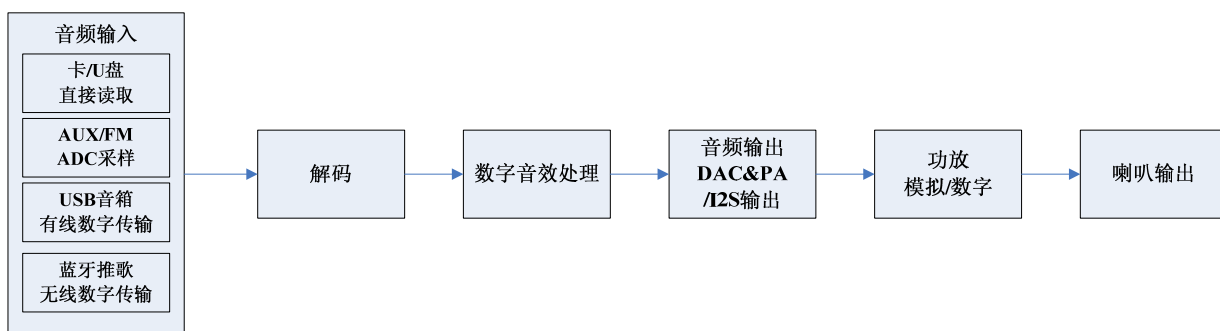 音频输入
卡/U盘
直接读取
AUX/FM
ADC采样
USB音箱
有线数字传输
蓝牙推歌
无线数字传输
解码
数字音效处理
音频输出
DAC&PA
/I2S输出
功放
模拟/数字
喇叭输出